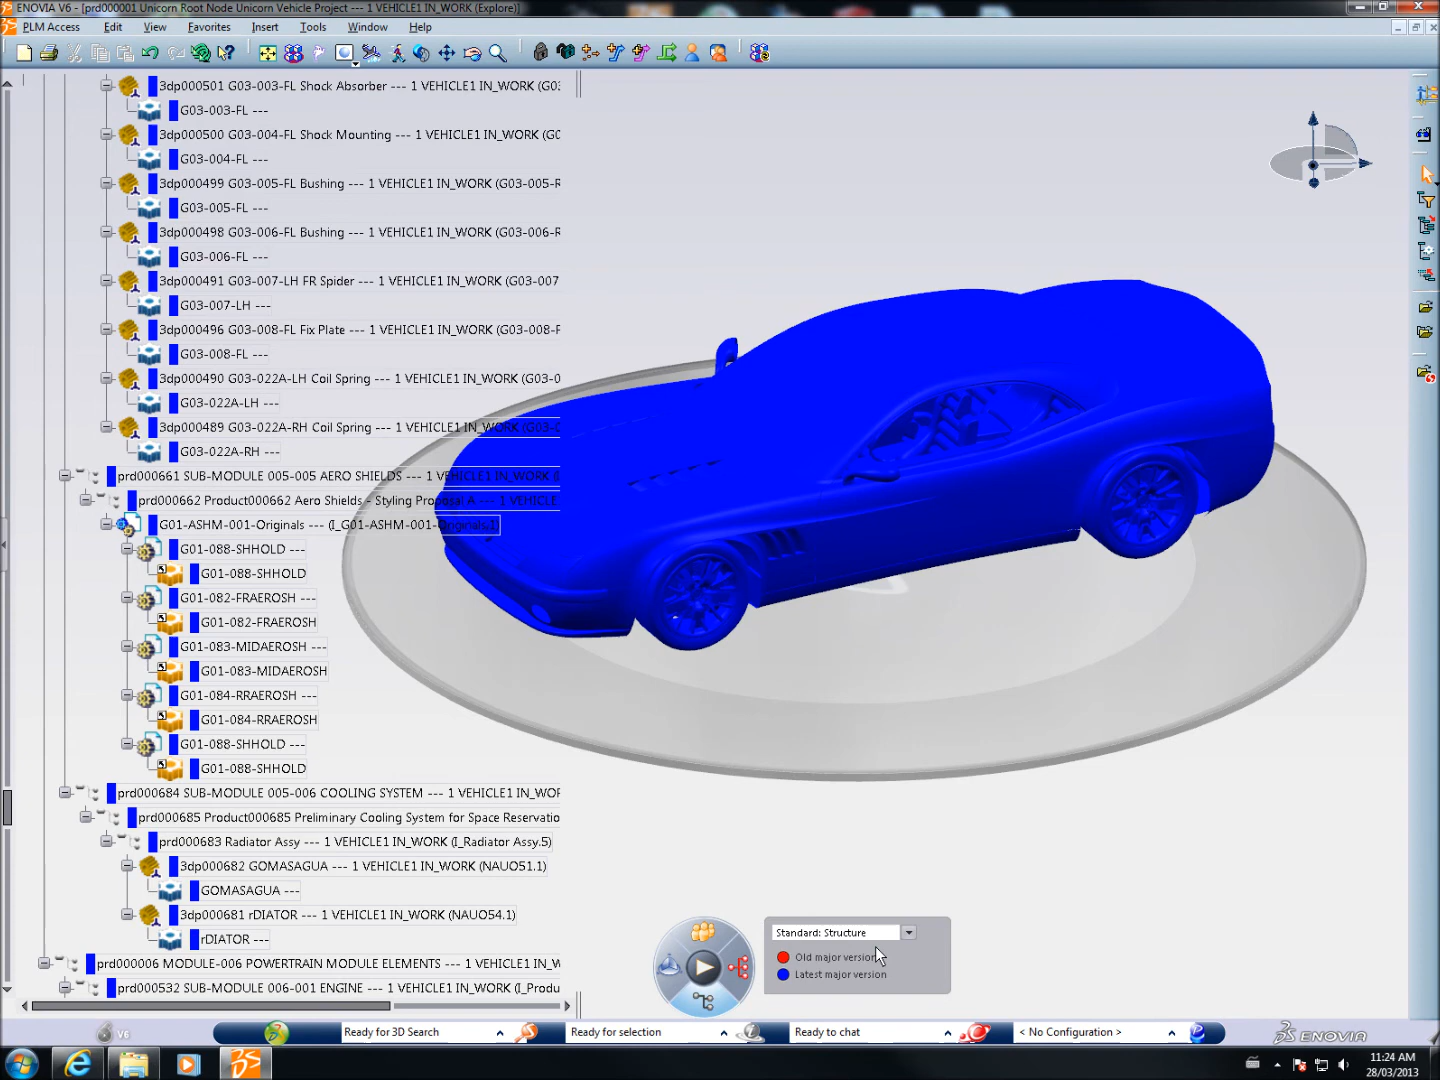 ENOVIA V6 - [prd000001 Unicorn Root Node Unicorn Vehicle Project --- 1 VEHICLE1 IN_WORK (Explore)]
PLM Access Edit View Favorites Insert Tools Window Help
3dp000501 G03-003-FL Shock Absorber --- 1 VEHICLE1 IN_WORK (G03
G03-003-FL ---
3dp000500 G03-004-FL Shock Mounting --- 1 VEHICLE1 IN_WORK (G0
G03-004-FL ---
3dp000499 G03-005-FL Bushing --- 1 VEHICLE1 IN_WORK (G03-005-F
G03-005-FL ---
3dp000498 G03-006-FL Bushing --- 1 VEHICLE1 IN_WORK (G03-006-F
G03-006-FL ---
3dp000491 G03-007-LH FR Spider --- 1 VEHICLE1 IN_WORK (G03-007
G03-007-LH ---
3dp000496 G03-008-FL Fix Plate --- 1 VEHICLE1 IN_WORK (G03-008-F
G03-008-FL ---
3dp000490 G03-022A-LH Coil Spring --- 1 VEHICLE1 IN_WORK (G03-0
G03-022A-LH ---
3dp000489 G03-022A-RH Coil Spring --- 1 VEHICLE1 IN_WORK (G03-0
G03-022A-RH ---
prd000661 SUB-MODULE 005-005 AERO SHIELDS --- 1 VEHICLE1 IN_WORK (I
prd000662 Product000662 Aero Shields - Styling Proposal A --- 1 VEHICLE
G01-ASHM-001-Originals --- (I_G01-ASHM-001-Originals.1)
G01-088-SHHOLD ---
G01-088-SHHOLD
G01-082-FRAEROSH ---
G01-082-FRAEROSH
G01-083-MIDAEROSH ---
G01-083-MIDAEROSH
G01-084-RRAEROSH ---
G01-084-RRAEROSH
G01-088-SHHOLD ---
G01-088-SHHOLD
prd000684 SUB-MODULE 005-006 COOLING SYSTEM --- 1 VEHICLE1 IN_WOF
prd000685 Product000685 Preliminary Cooling System for Space Reservatio
prd000683 Radiator Assy --- 1 VEHICLE1 IN_WORK (I_Radiator Assy.5)
3dp000682 GOMASAGUA --- 1 VEHICLE1 IN_WORK (NAUO51.1)
GOMASAGUA ---
3dp000681 rDIATOR --- 1 VEHICLE1 IN_WORK (NAUO54.1)
rDIATOR ---
prd000006 MODULE-006 POWERTRAIN MODULE ELEMENTS --- 1 VEHICLE1 IN_W
prd000532 SUB-MODULE 006-001 ENGINE --- 1 VEHICLE1 IN_WORK (I_Produ
Standard: Structure
Old major version
Latest major version
V6 Ready for 3D Search Ready for selection Ready to chat < No Configuration > ENOVIA
11:24 AM
28/03/2013